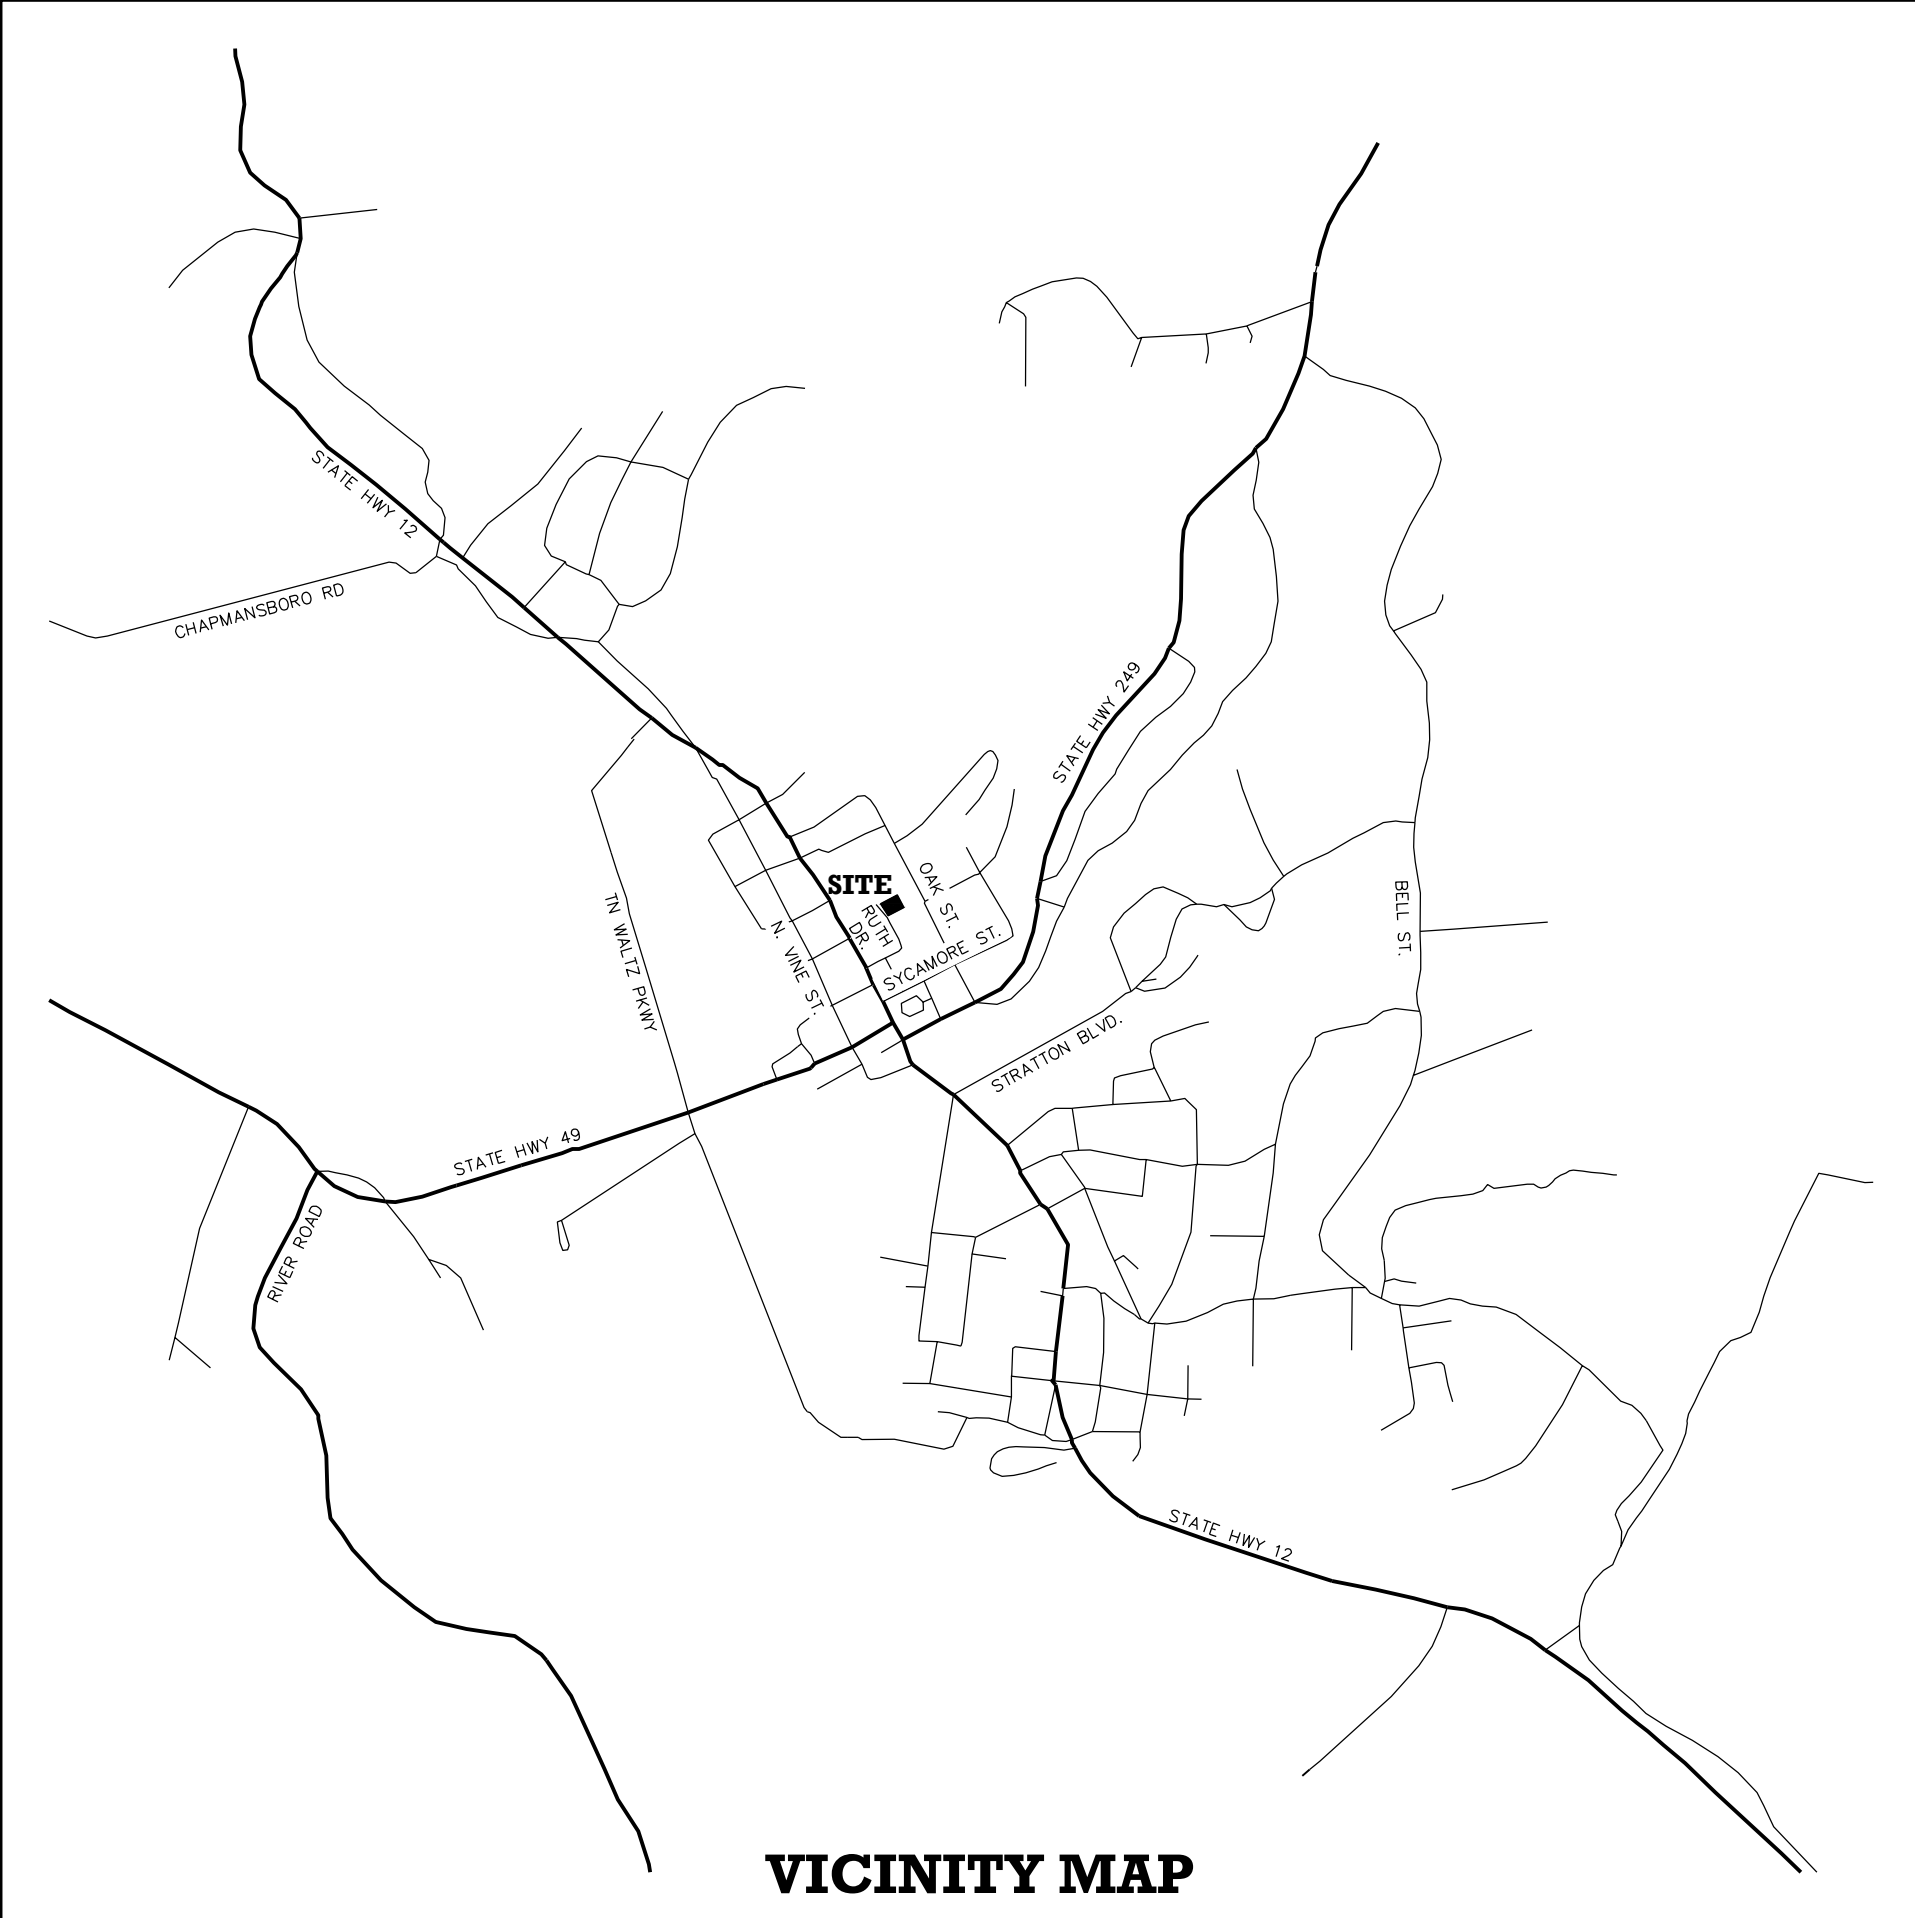 STATE HWY 12
CHAPMANSBORO RD
STATE HWY 249
SITE
OAK ST.
RUTH
DR.
SYCAMORE ST.
N. VINE ST.
TN WALTZ PKWY
BELL ST.
STRATTON BLVD.
STATE HWY 49
RIVER ROAD
STATE HWY 12
VICINITY MAP